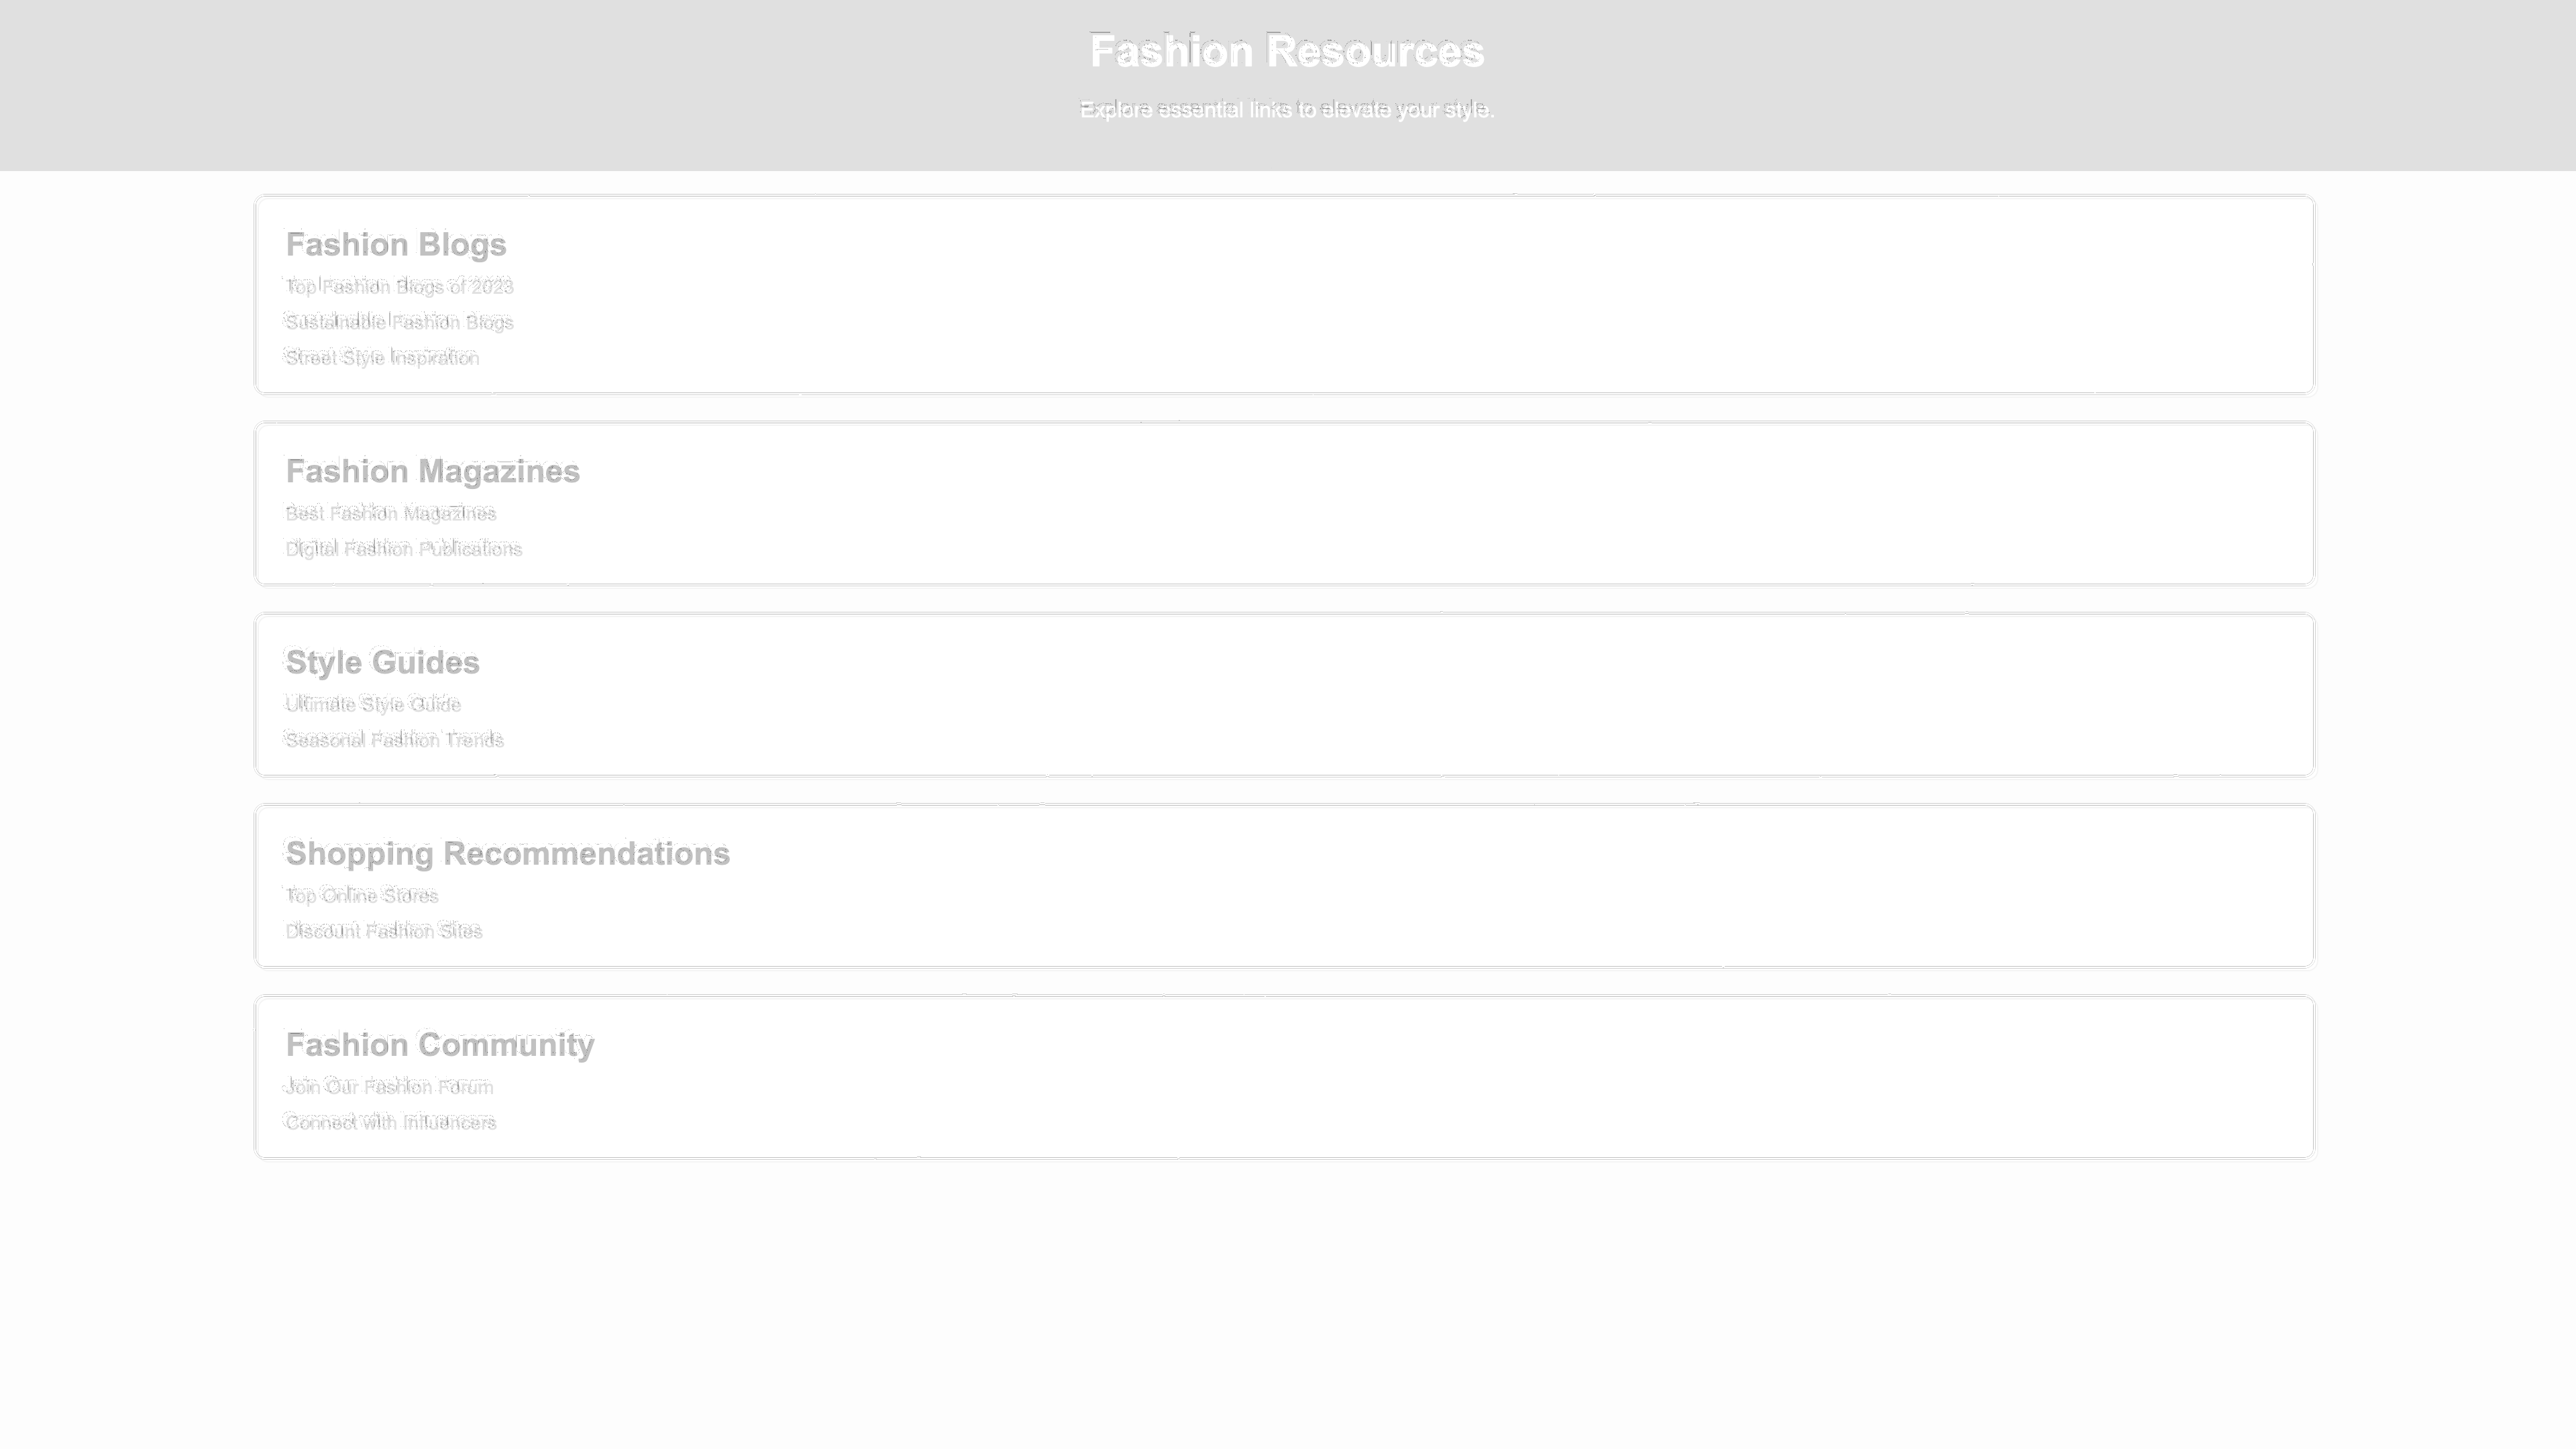 Fashion Resources
Explore essential links to elevate your style.
Fashion Blogs
Top Fashion Blogs of 2023
Sustainable Fashion Blogs
Street Style Inspiration
Fashion Magazines
Best Fashion Magazines
Digital Fashion Publications
Style Guides
Ultimate Style Guide
Seasonal Fashion Trends
Shopping Recommendations
Top Online Stores
Discount Fashion Sites
Fashion Community
Join Our Fashion Forum
Connect with Influencers